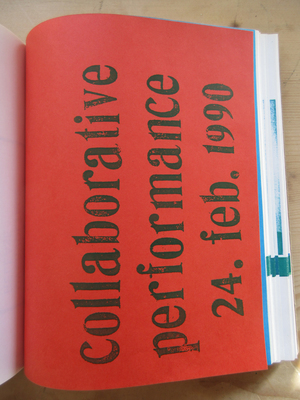 collaborative
performance
24. feb. 1990